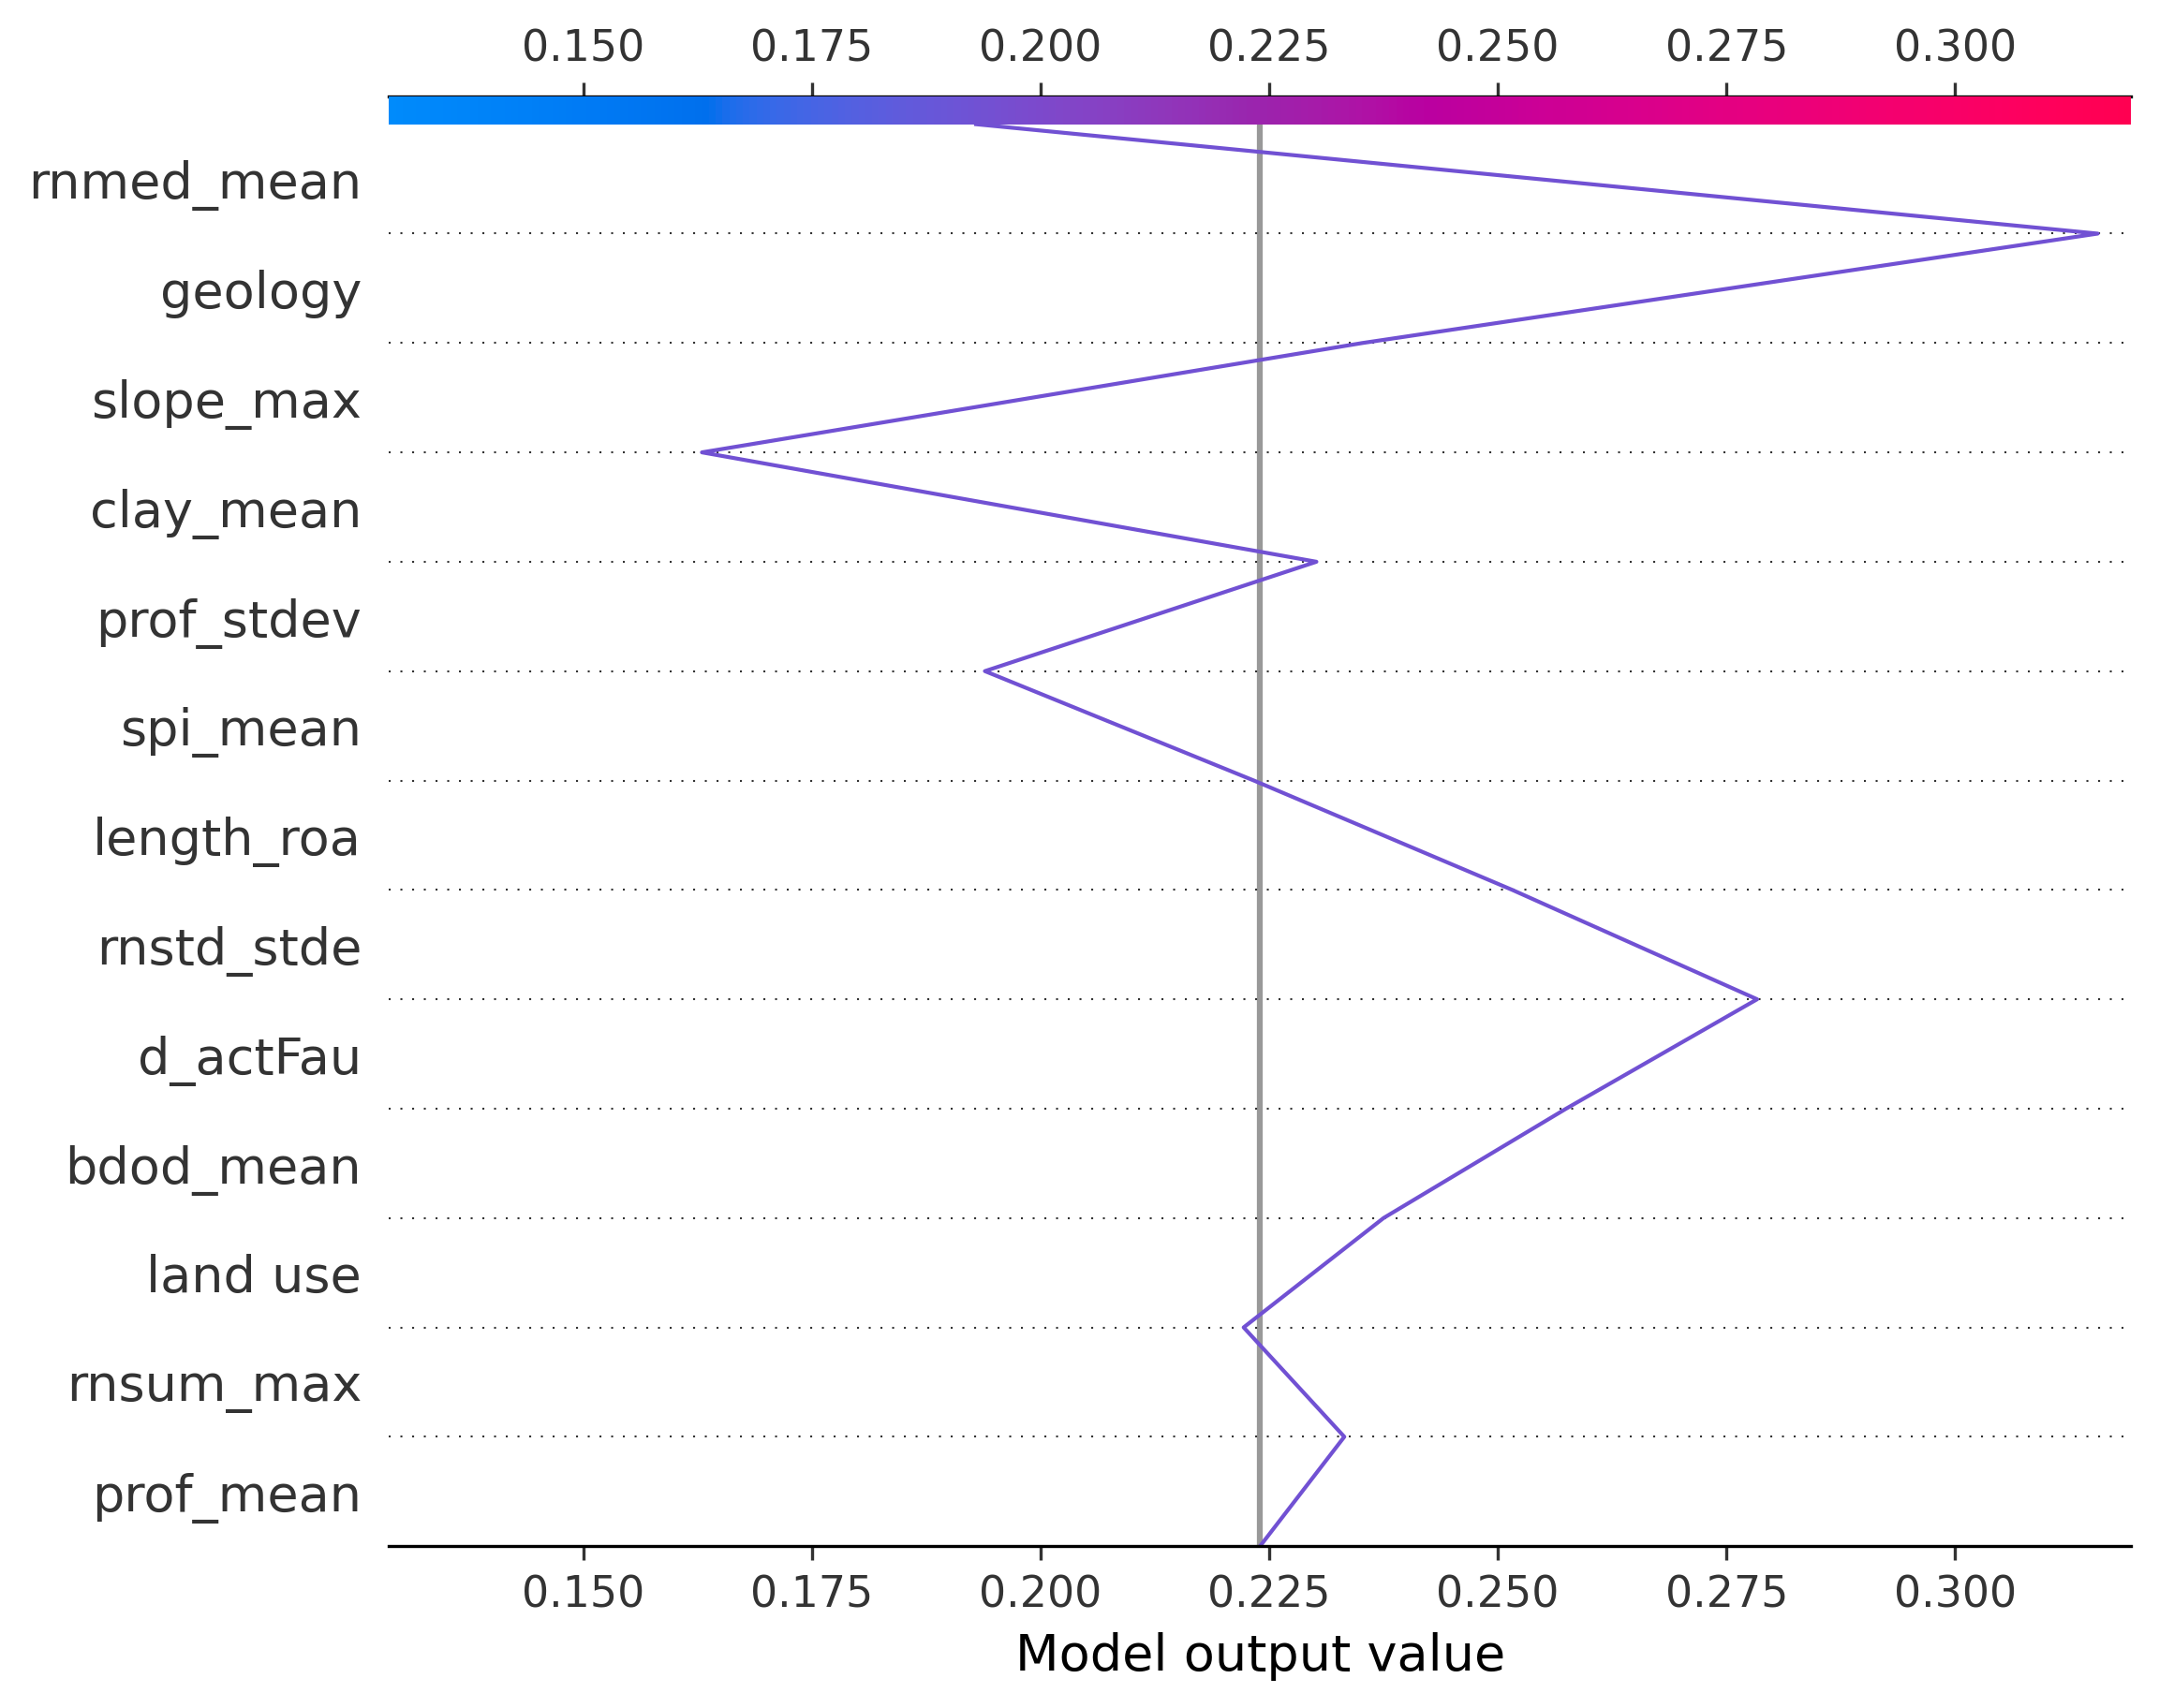 0.150 0.175 0.200 0.225 0.250 0.275 0.300
rnmed_mean
geology
slope_max
clay_mean
prof_stdev
spi_mean
length_roa
rnstd_stde
d_actFau
bdod_mean
land use
rnsum_max
prof_mean
0.150 0.175 0.200 0.225 0.250 0.275 0.300
Model output value